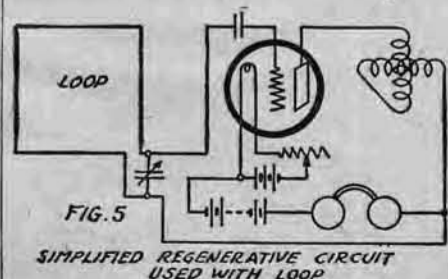 LOOP
FIG. 5
SIMPLIFIED REGENERATIVE CIRCUIT
USED WITH LOOP